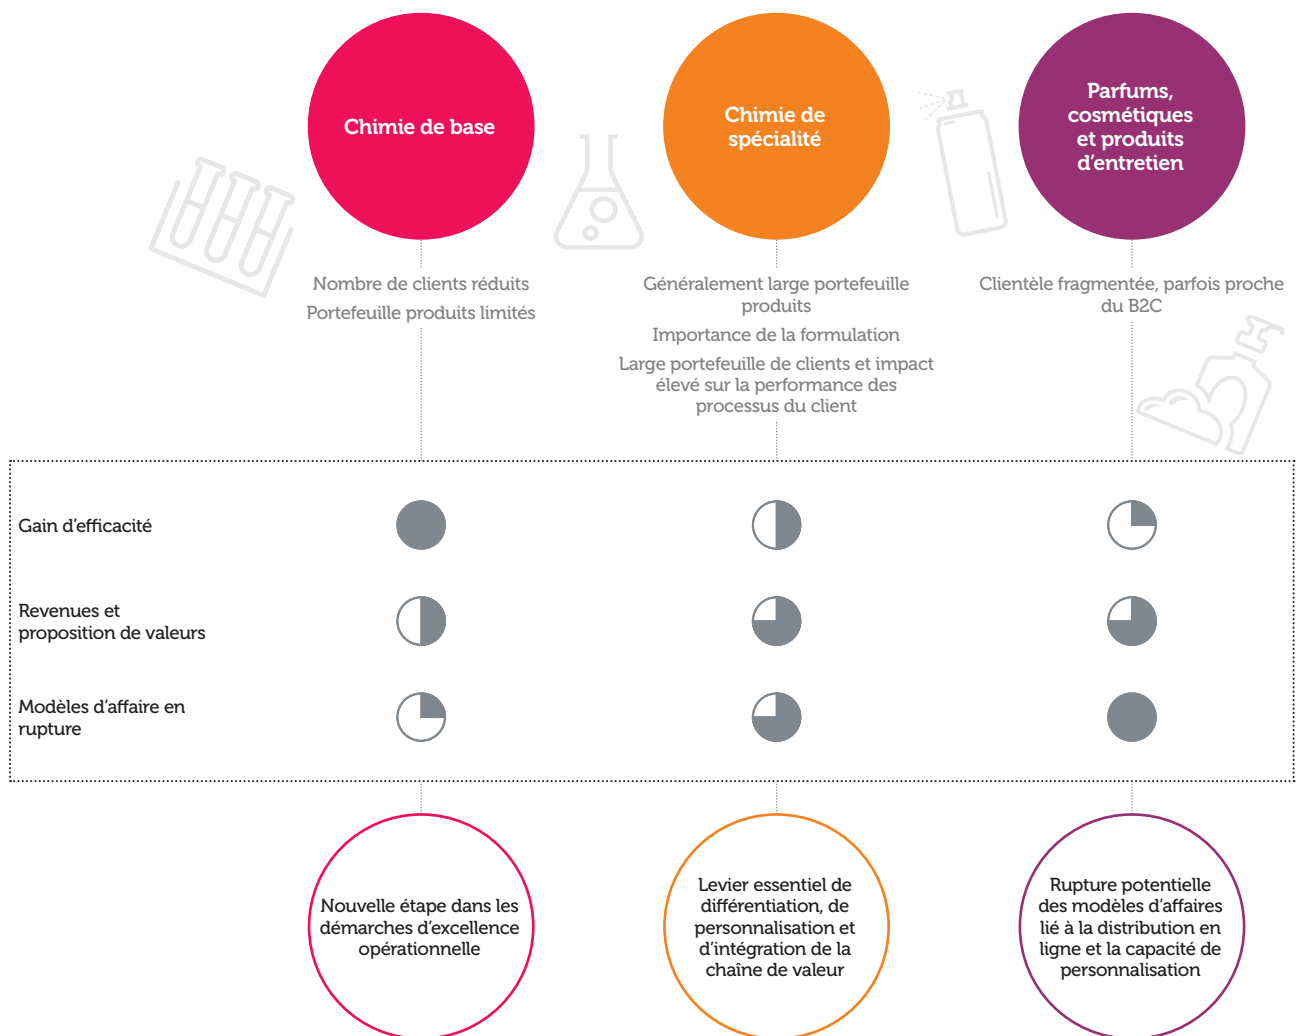 Chimie de base
Chimie de
spécialité
Parfums,
cosmétiques
et produits
d’entretien
Nombre de clients réduits
Portefeuille produits limités
Généralement large portefeuille
produits
Importance de la formulation
Large portefeuille de clients et impact
élevé sur la performance des
processus du client
Clientèle fragmentée, parfois proche
du B2C
Gain d’efficacité
Revenues et
proposition de valeurs
Modèles d’affaire en
rupture
Nouvelle étape dans les
démarches d’excellence
opérationnelle
Levier essentiel de
différentiation, de
personnalisation et
d’intégration de la
chaîne de valeur
Rupture potentielle
des modèles d’affaires
lié à la distribution en
ligne et la capacité de
personnalisation